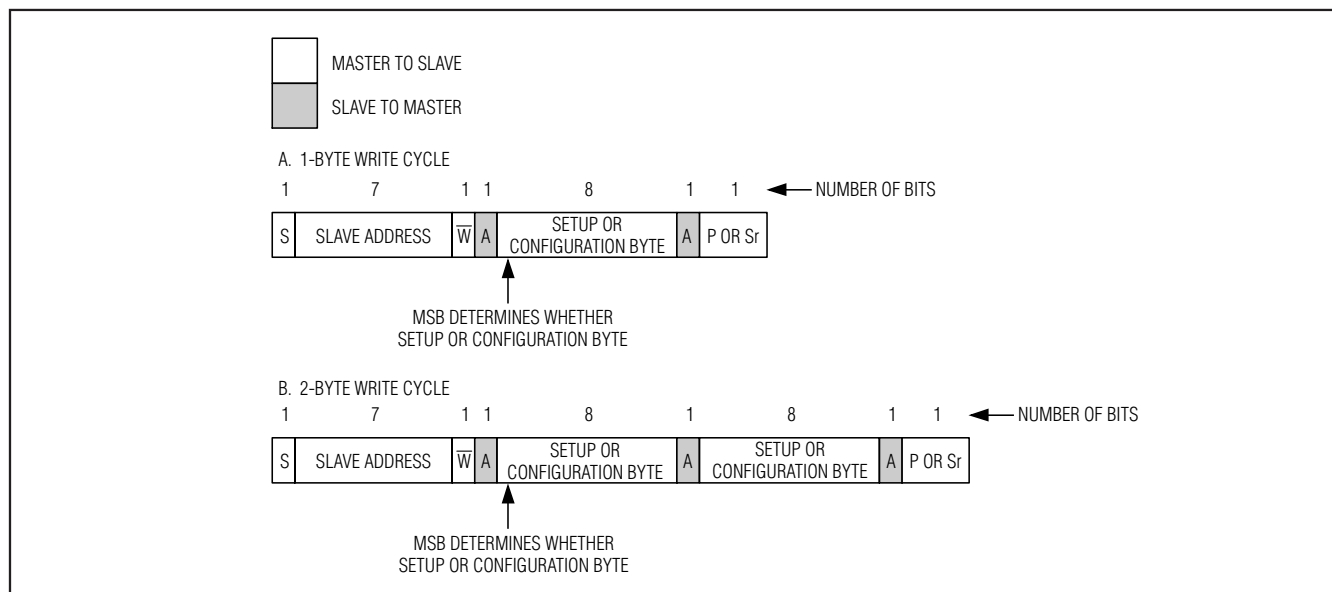 MASTER TO SLAVE
SLAVE TO MASTER
A. 1-BYTE WRITE CYCLE
1 7 1 1 8 1 1 NUMBER OF BITS
S SLAVE ADDRESS W̅ A SETUP OR CONFIGURATION BYTE A P OR Sr
MSB DETERMINES WHETHER
SETUP OR CONFIGURATION BYTE
B. 2-BYTE WRITE CYCLE
1 7 1 1 8 1 8 1 1 NUMBER OF BITS
S SLAVE ADDRESS W̅ A SETUP OR CONFIGURATION BYTE A SETUP OR CONFIGURATION BYTE A P OR Sr
MSB DETERMINES WHETHER
SETUP OR CONFIGURATION BYTE